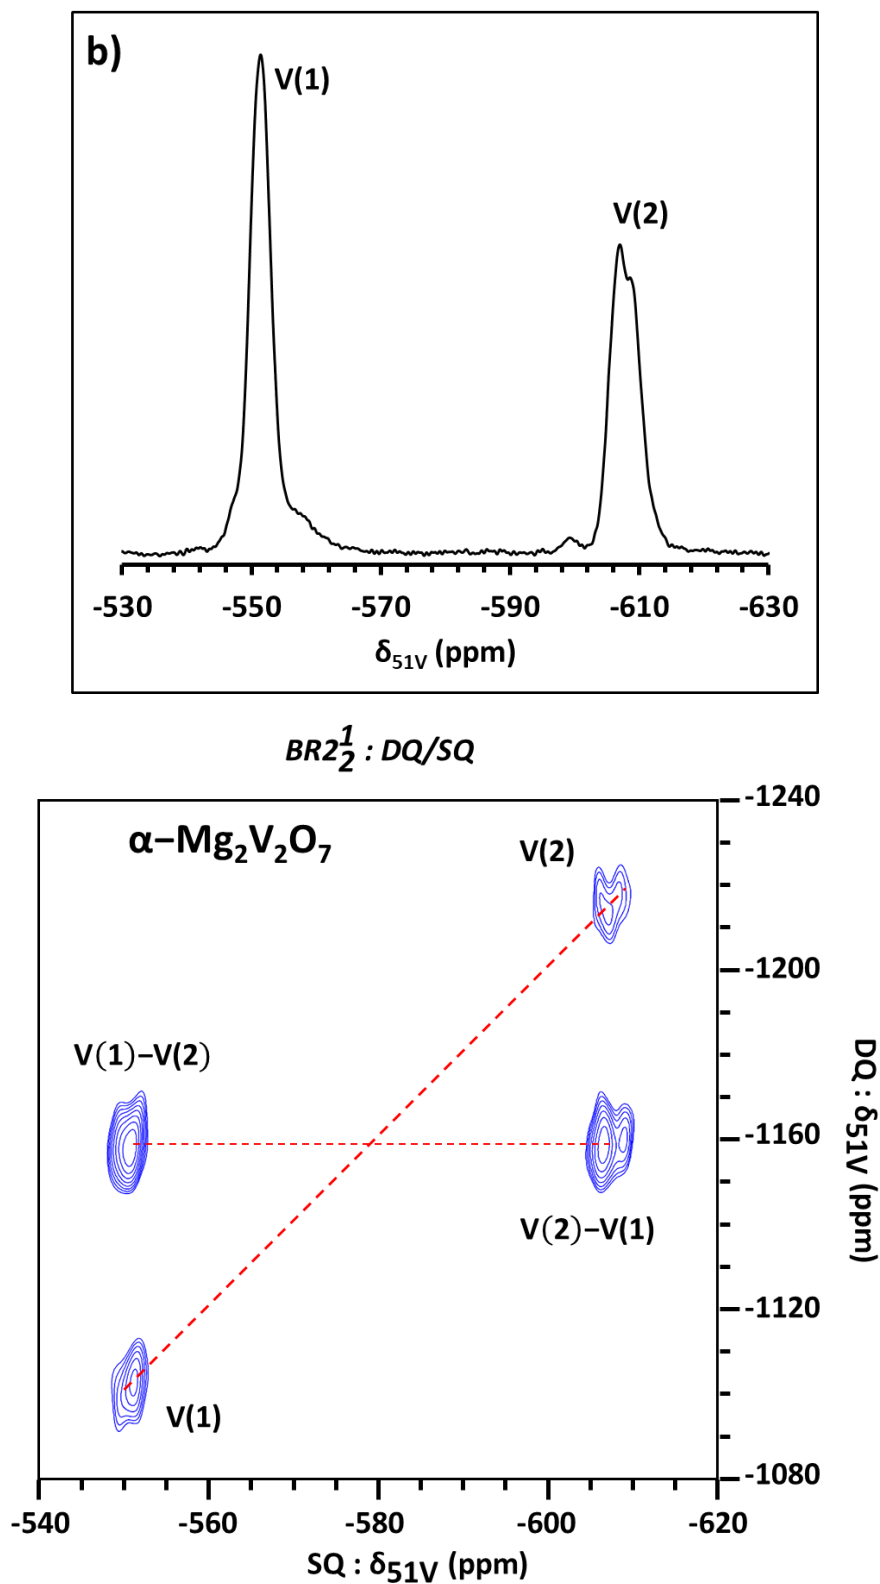 b)
V(1)
V(2)
-530 -550 -570 -590 -610 -630
δ51V (ppm)
BR2 1 2 : DQ/SQ
α−Mg2V2O7
V(2)
V(1)−V(2)
V(2)−V(1)
V(1)
-1240
-1200
-1160
-1120
-1080
DQ : δ51V (ppm)
-540 -560 -580 -600 -620
SQ : δ51V (ppm)